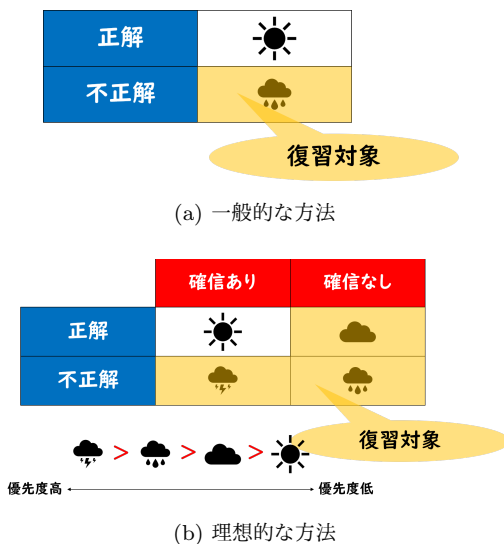 正解
不正解
復習対象
(a) 一般的な方法
確信あり 確信なし
正解
不正解
復習対象
> > >
優先度高 優先度低
(b) 理想的な方法